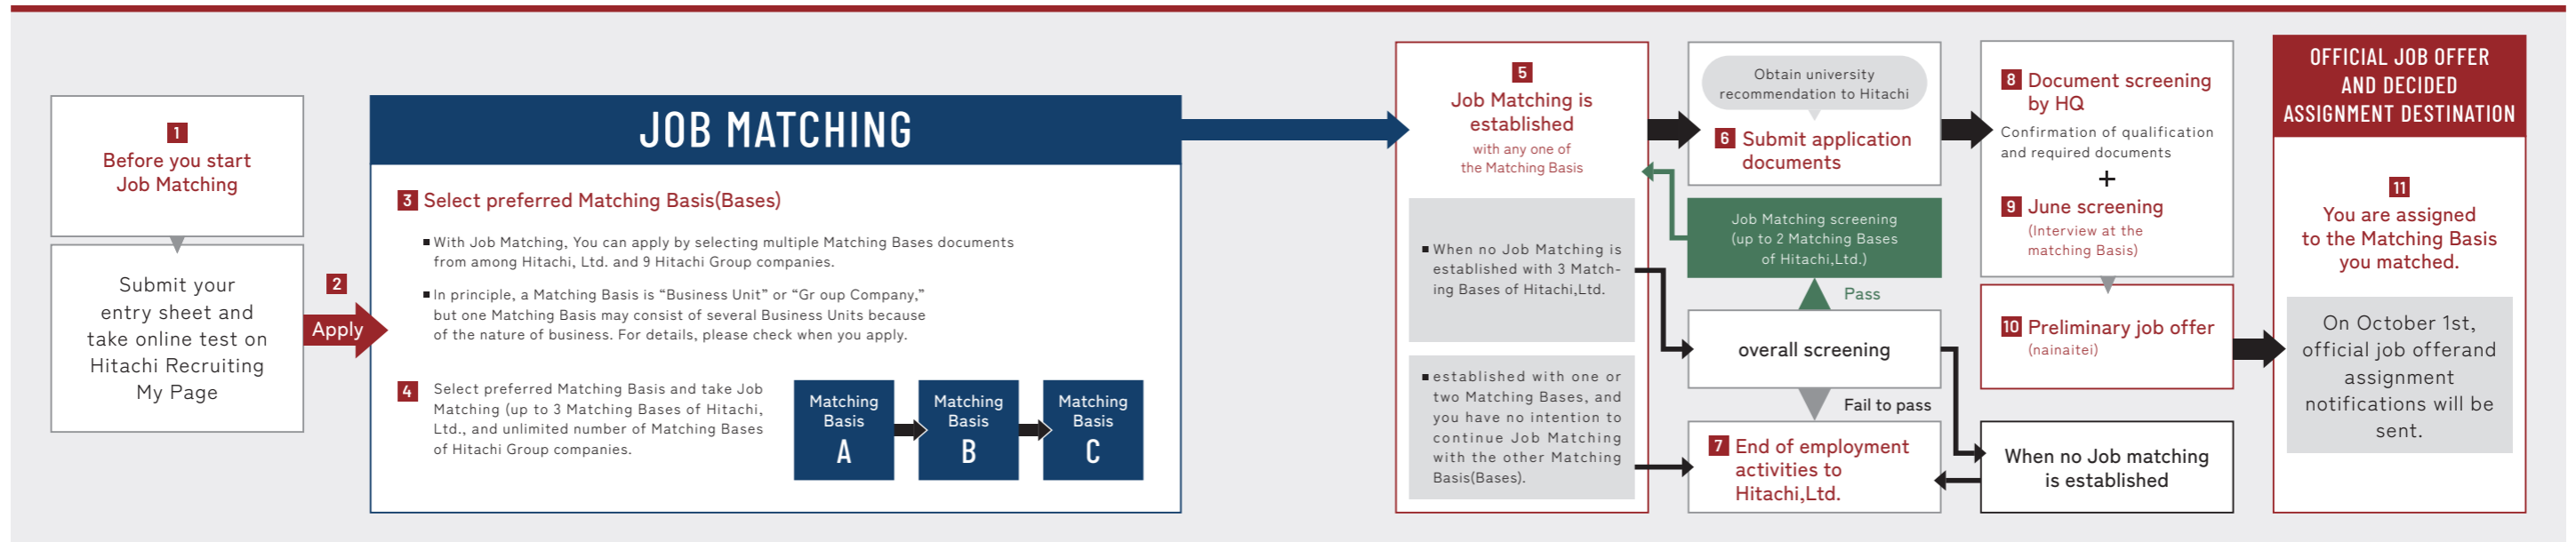 1
Before you start
Job Matching
Submit your
entry sheet and
take online test on
Hitachi Recruiting
My Page
2
Apply
JOB MATCHING
3 Select preferred Matching Basis(Bases)
■ With Job Matching, You can apply by selecting multiple Matching Bases documents
from among Hitachi, Ltd. and 9 Hitachi Group companies.
■ In principle, a Matching Basis is “Business Unit” or “Gr oup Company,”
but one Matching Basis may consist of several Business Units because
of the nature of business. For details, please check when you apply.
4 Select preferred Matching Basis and take Job
Matching (up to 3 Matching Bases of Hitachi,
Ltd., and unlimited number of Matching Bases
of Hitachi Group companies.
Matching
Basis
A
Matching
Basis
B
Matching
Basis
C
5
Job Matching is
established
with any one of
the Matching Basis
■ When no Job Matching is
established with 3 Match-
ing Bases of Hitachi,Ltd.
■ established with one or
two Matching Bases, and
you have no intention to
continue Job Matching
with the other Matching
Basis(Bases).
Obtain university
recommendation to Hitachi
6 Submit application
documents
Job Matching screening
(up to 2 Matching Bases
of Hitachi,Ltd.)
Pass
overall screening
Fail to pass
7 End of employment
activities to
Hitachi,Ltd.
8 Document screening
by HQ
Confirmation of qualification
and required documents
+
9 June screening
(Interview at the
matching Basis)
10 Preliminary job offer
(nainaitei)
When no Job matching
is established
OFFICIAL JOB OFFER
AND DECIDED
ASSIGNMENT DESTINATION
11
You are assigned
to the Matching Basis
you matched.
On October 1st,
official job offerand
assignment
notifications will be
sent.